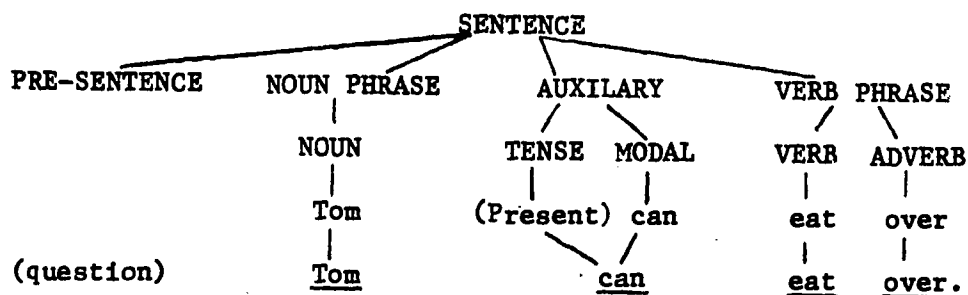 SENTENCE
PRE-SENTENCE NOUN PHRASE AUXILARY VERB PHRASE
NOUN TENSE MODAL VERB ADVERB
Tom (Present) can eat over
(question) Tom can eat over.